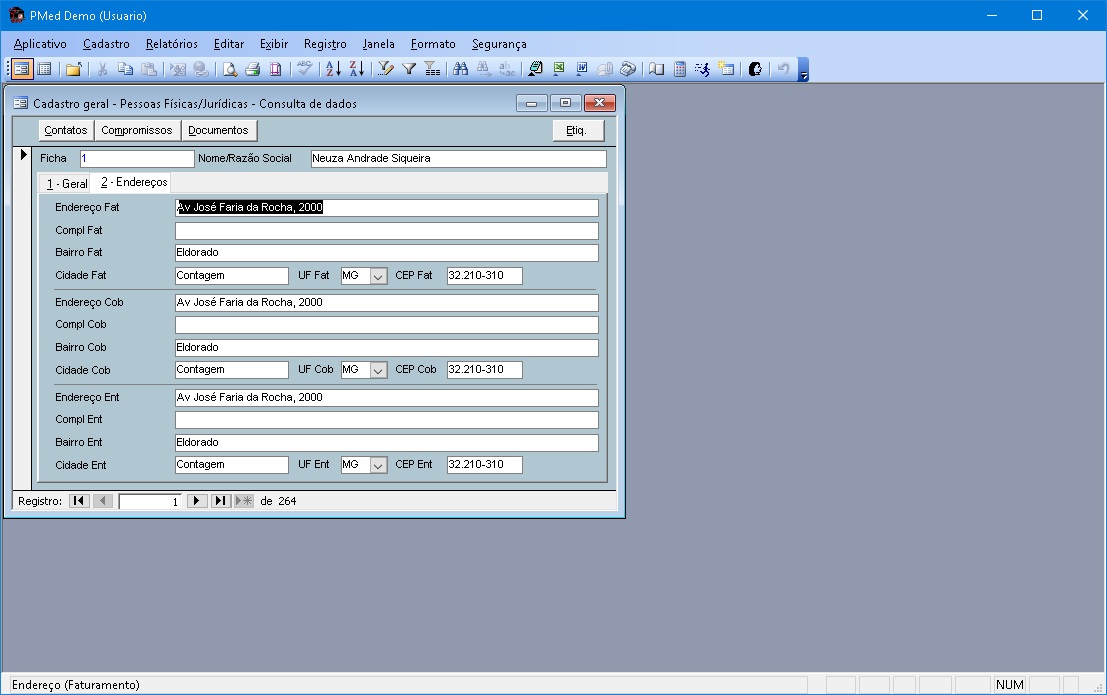 PMed Demo (Usuario)
Aplicativo Cadastro Relatórios Editar Exibir Registro Janela Formato Segurança
Cadastro geral - Pessoas Físicas/Jurídicas - Consulta de dados
Contatos Compromissos Documentos Etiq.
Ficha 1 Nome/Razão Social Neuza Andrade Siqueira
1 - Geral 2 - Endereços
Endereço Fat Av José Faria da Rocha, 2000
Compl Fat
Bairro Fat Eldorado
Cidade Fat Contagem UF Fat MG CEP Fat 32.210-310
Endereço Cob Av José Faria da Rocha, 2000
Compl Cob
Bairro Cob Eldorado
Cidade Cob Contagem UF Cob MG CEP Cob 32.210-310
Endereço Ent Av José Faria da Rocha, 2000
Compl Ent
Bairro Ent Eldorado
Cidade Ent Contagem UF Ent MG CEP Ent 32.210-310
Registro: 1 de 264
Endereço (Faturamento) NUM